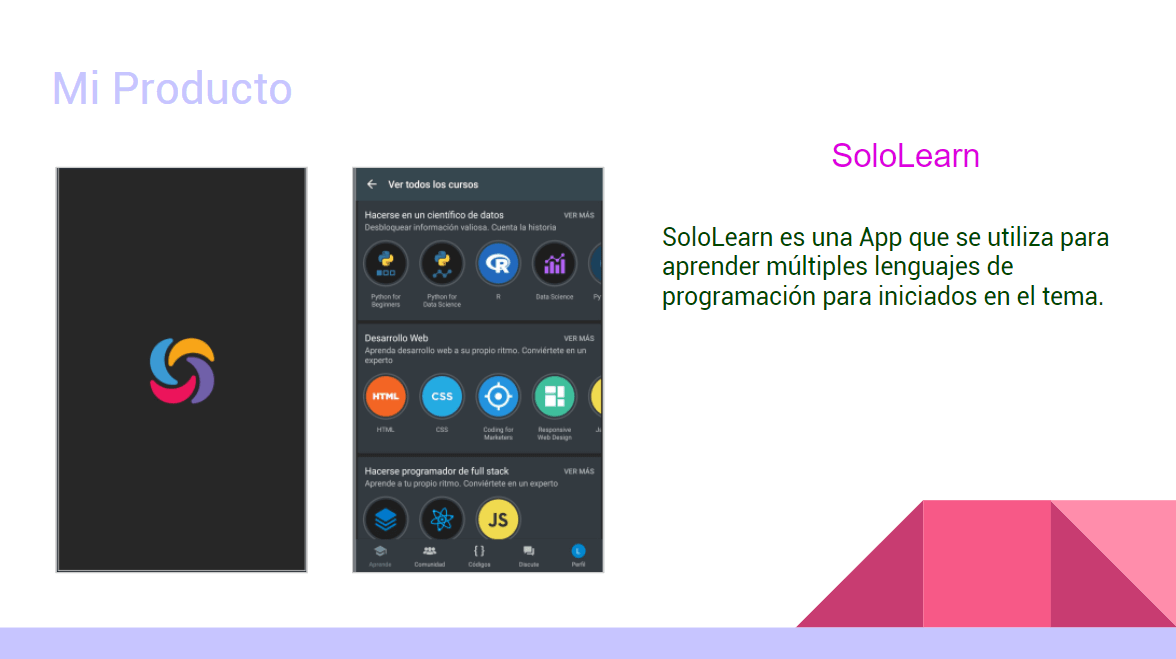 Mi Producto
SoloLearn
SoloLearn es una App que se utiliza para
aprender múltiples lenguajes de
programación para iniciados en el tema.
Ver todos los cursos
Hacerse en un científico de datos VER MÁS
Desbloquear información valiosa. Cuenta la historia
Python for Beginners
Python for Data Science
R
Data Science
Py
Desarrollo Web VER MÁS
Aprenda desarrollo web a su propio ritmo. Conviértete en un
experto
HTML CSS
HTML
CSS
Coding for Marketers
Responsive Web Design
Hacerse programador de full stack VER MÁS
Aprende a tu propio ritmo. Conviértete en un experto
JS
{ } L
Aprende Comunidad Códigos Discute Perfil